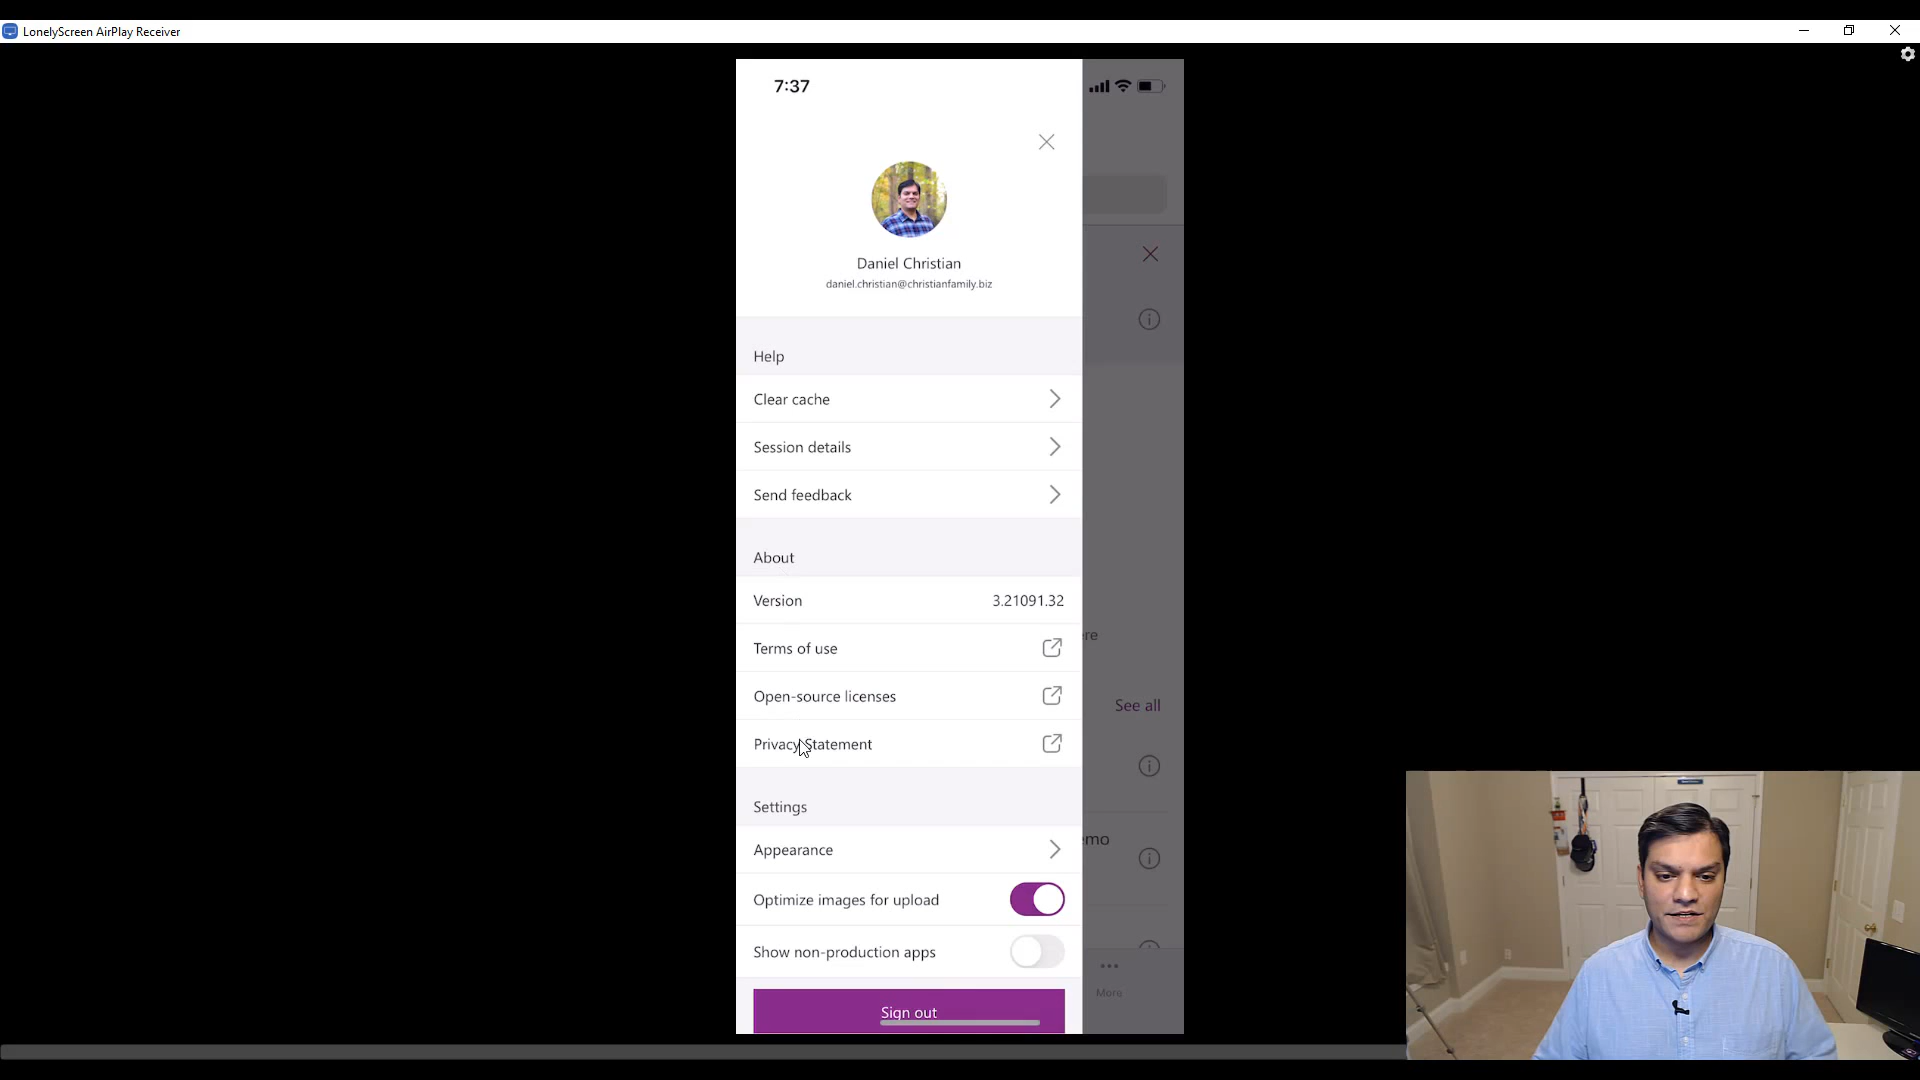 LonelyScreen AirPlay Receiver
7:37
Daniel Christian
daniel.christian@christianfamily.biz
Help
Clear cache
Session details
Send feedback
About
Version 3.21091.32
Terms of use
Open-source licenses
Privacy Statement
Settings
Appearance
Optimize images for upload
Show non-production apps
Sign out
ere
See all
emo
More